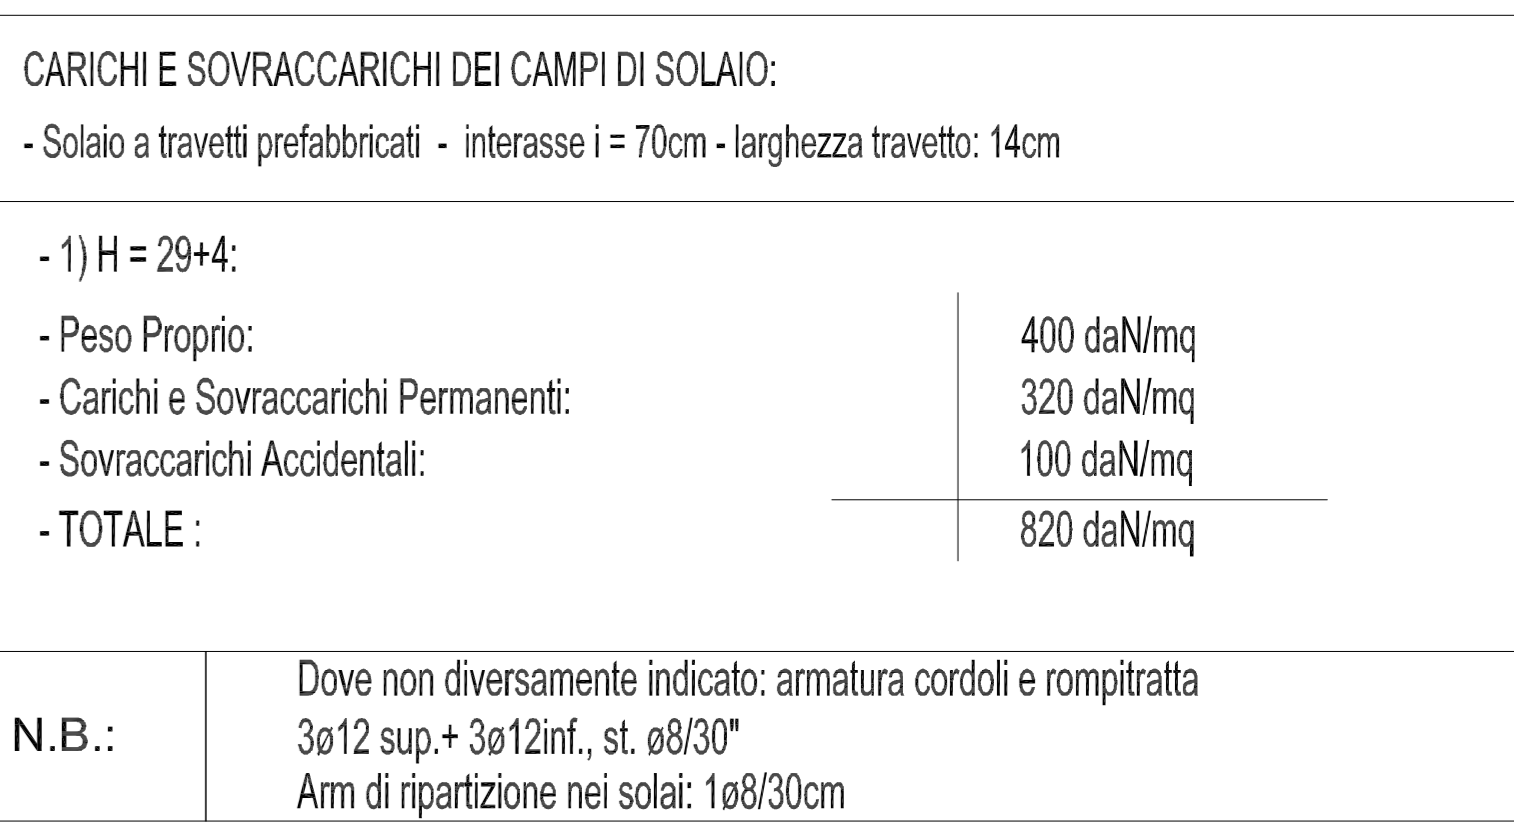 CARICHI E SOVRACCARICHI DEI CAMPI DI SOLAIO:
- Solaio a travetti prefabbricati - interasse i = 70cm - larghezza travetto: 14cm
- 1) H = 29+4:
- Peso Proprio: 400 daN/mq
- Carichi e Sovraccarichi Permanenti: 320 daN/mq
- Sovraccarichi Accidentali: 100 daN/mq
- TOTALE : 820 daN/mq
N.B.:
Dove non diversamente indicato: armatura cordoli e rompitratta
3ø12 sup.+ 3ø12inf., st. ø8/30"
Arm di ripartizione nei solai: 1ø8/30cm